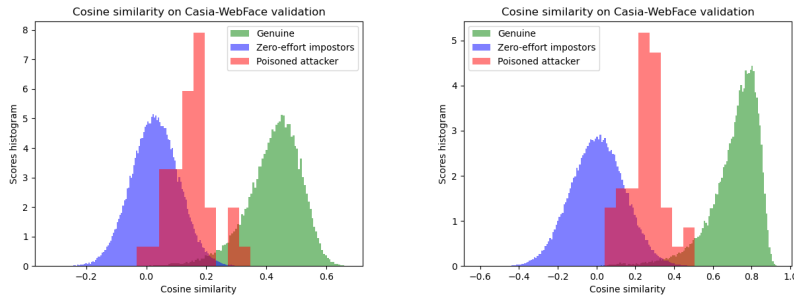 Cosine similarity on Casia-WebFace validation
Genuine
Zero-effort impostors
Poisoned attacker
Scores histogram
8
7
6
5
4
3
2
1
0
−0.2
0.0
0.2
0.4
0.6
Cosine similarity
Cosine similarity on Casia-WebFace validation
Genuine
Zero-effort impostors
Poisoned attacker
Scores histogram
5
4
3
2
1
0
−0.6
−0.4
−0.2
0.0
0.2
0.4
0.6
0.8
1.0
Cosine similarity